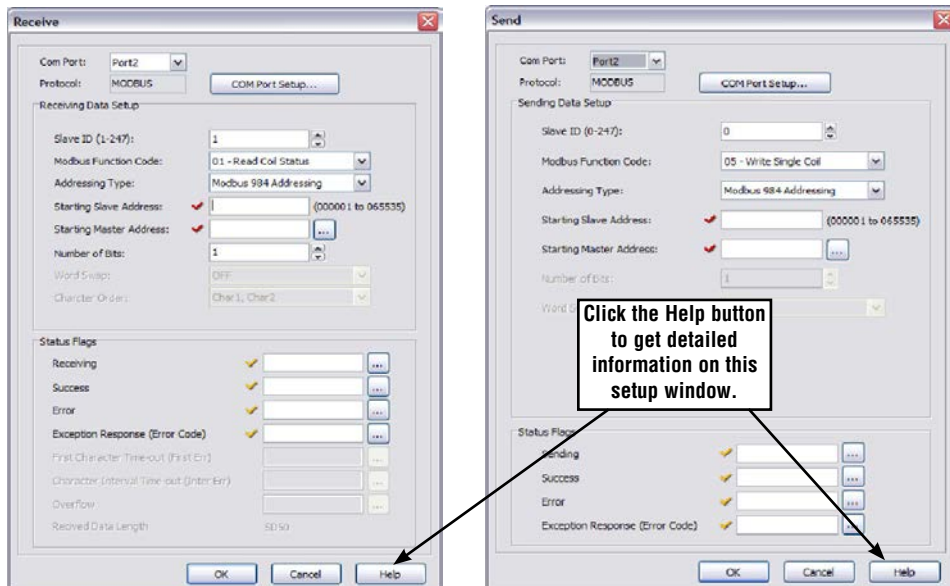 Receive
Com Port: Port2
Protocol: MODBUS COM Port Setup...
Receiving Data Setup
Slave ID (1-247): 1
Modbus Function Code: 01 - Read Coil Status
Addressing Type: Modbus 984 Addressing
Starting Slave Address: (000001 to 065535)
Starting Master Address: ...
Number of Bits: 1
Word Swap: OFF
Charcter Order: Char1, Char2
Status Flags
Receiving ...
Success ...
Error ...
Exception Response (Error Code) ...
First Character Time-out (First Err) ...
Character Interval Time-out (Inter Err) ...
Overflow ...
Recived Data Length SD50
OK Cancel Help
Send
Com Port: Port2
Protocol: MODBUS COM Port Setup...
Sending Data Setup
Slave ID (0-247): 0
Modbus Function Code: 05 - Write Single Coil
Addressing Type: Modbus 984 Addressing
Starting Slave Address: (000001 to 065535)
Starting Master Address: ...
Number of Bits: 1
Word
Click the Help button
to get detailed
information on this
setup window.
Status Flags
Sending ...
Success ...
Error ...
Exception Response (Error Code) ...
OK Cancel Help